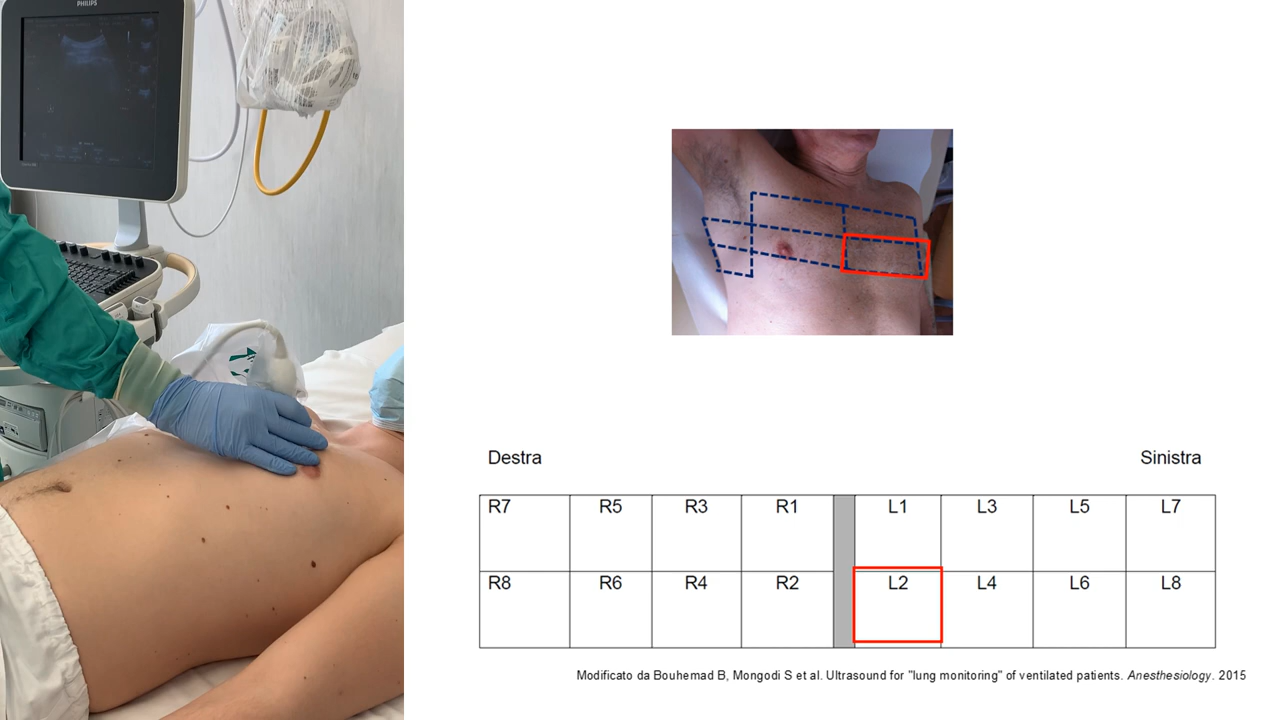 PHILIPS
Destra
Sinistra
R7 R5 R3 R1 L1 L3 L5 L7
R8 R6 R4 R2 L2 L4 L6 L8
Modificato da Bouhemad B, Mongodi S et al. Ultrasound for "lung monitoring" of ventilated patients. Anesthesiology. 2015